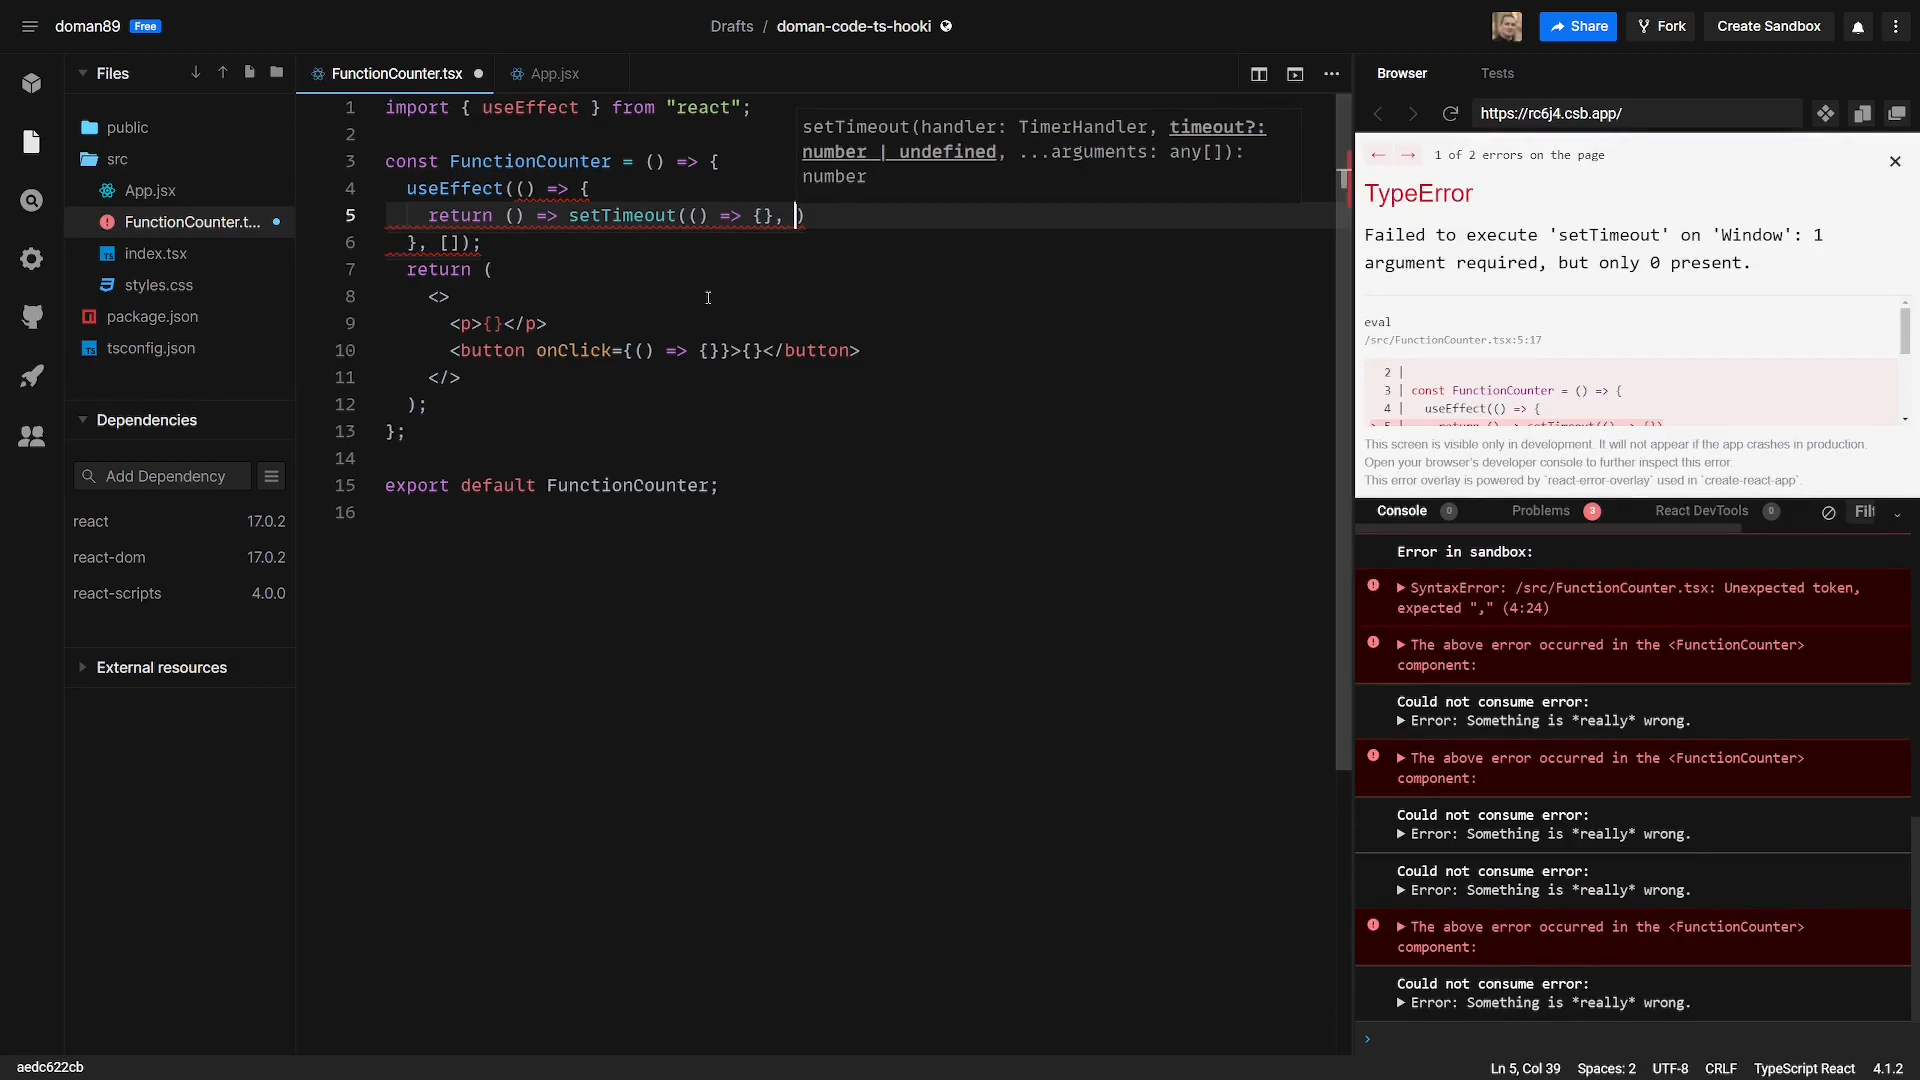 doman89 Free
Drafts / doman-code-ts-hooki
Share Fork Create Sandbox
Files
public
src
App.jsx
FunctionCounter.t...
index.tsx
styles.css
package.json
tsconfig.json
Dependencies
Add Dependency
react 17.0.2
react-dom 17.0.2
react-scripts 4.0.0
External resources
aedc622cb
FunctionCounter.tsx App.jsx
1 import { useEffect } from "react";
2
3 const FunctionCounter = () => {
4 useEffect(() => {
5 return () => setTimeout(() => {}, )
6 }, []);
7 return (
8 <>
9 <p>{}</p>
10 <button onClick={() => {}}>{}</button>
11 </>
12 );
13 };
14
15 export default FunctionCounter;
16
setTimeout(handler: TimerHandler, timeout?:
number | undefined, ...arguments: any[]):
number
Browser Tests
https://rc6j4.csb.app/
← → 1 of 2 errors on the page
TypeError
Failed to execute 'setTimeout' on 'Window': 1
argument required, but only 0 present.
eval
/src/FunctionCounter.tsx:5:17
2 |
3 | const FunctionCounter = () => {
4 | useEffect(() => {
> 5 | return () => setTimeout(() => {})
This screen is visible only in development. It will not appear if the app crashes in production.
Open your browser's developer console to further inspect this error.
This error overlay is powered by `react-error-overlay` used in `create-react-app`.
Console 0 Problems 3 React DevTools 0 Filt
Error in sandbox:
SyntaxError: /src/FunctionCounter.tsx: Unexpected token,
expected "," (4:24)
The above error occurred in the <FunctionCounter>
component:
Could not consume error:
Error: Something is *really* wrong.
The above error occurred in the <FunctionCounter>
component:
Could not consume error:
Error: Something is *really* wrong.
Could not consume error:
Error: Something is *really* wrong.
The above error occurred in the <FunctionCounter>
component:
Could not consume error:
Error: Something is *really* wrong.
Ln 5, Col 39 Spaces: 2 UTF-8 CRLF TypeScript React 4.1.2